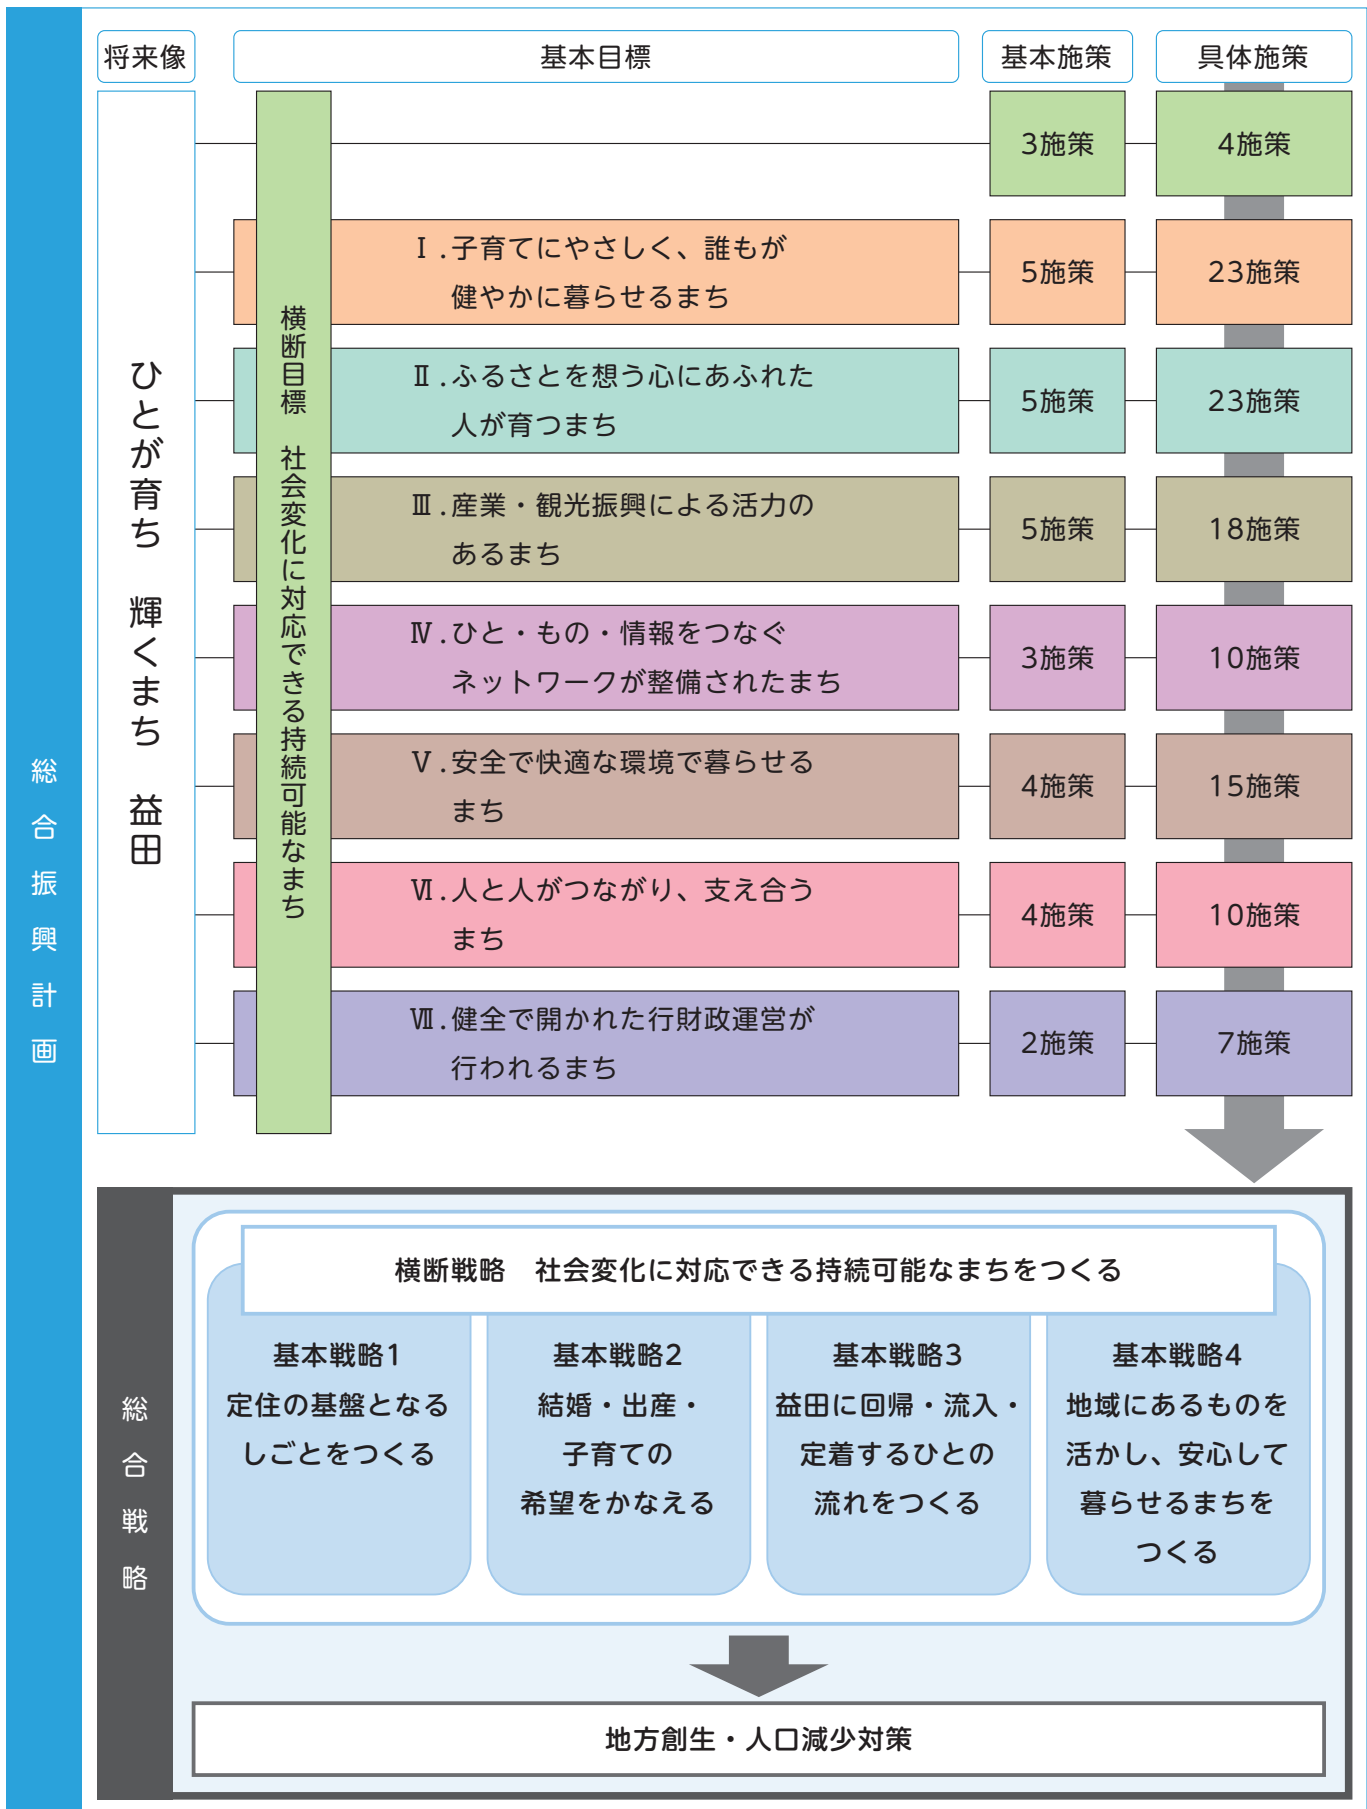 総合振興計画
将来像
基本目標
基本施策
具体施策
ひとが育ち　輝くまち　益田
横断目標　社会変化に対応できる持続可能なまち
3施策
4施策
Ⅰ.子育てにやさしく、誰もが
健やかに暮らせるまち
5施策
23施策
Ⅱ.ふるさとを想う心にあふれた
人が育つまち
5施策
23施策
Ⅲ.産業・観光振興による活力の
あるまち
5施策
18施策
Ⅳ.ひと・もの・情報をつなぐ
ネットワークが整備されたまち
3施策
10施策
Ⅴ.安全で快適な環境で暮らせる
まち
4施策
15施策
Ⅵ.人と人がつながり、支え合う
まち
4施策
10施策
Ⅶ.健全で開かれた行財政運営が
行われるまち
2施策
7施策
総合戦略
横断戦略　社会変化に対応できる持続可能なまちをつくる
基本戦略1
定住の基盤となる
しごとをつくる
基本戦略2
結婚・出産・
子育ての
希望をかなえる
基本戦略3
益田に回帰・流入・
定着するひとの
流れをつくる
基本戦略4
地域にあるものを
活かし、安心して
暮らせるまちを
つくる
地方創生・人口減少対策